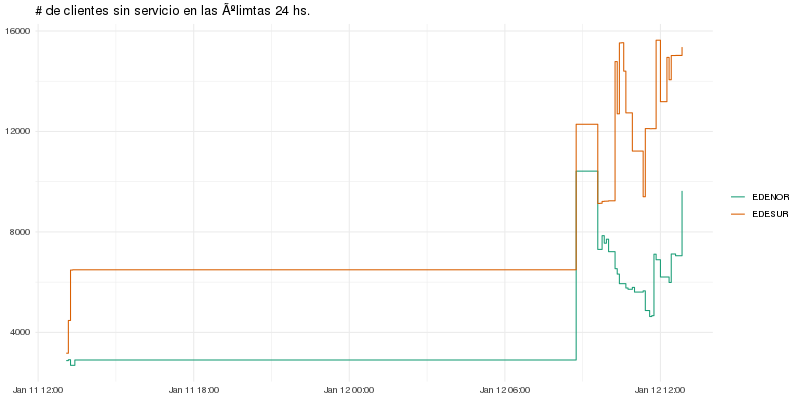 # de clientes sin servicio en las Ãºlimtas 24 hs.
16000
12000
8000
4000
Jan 11 12:00
Jan 11 18:00
Jan 12 00:00
Jan 12 06:00
Jan 12 12:00
EDENOR
EDESUR